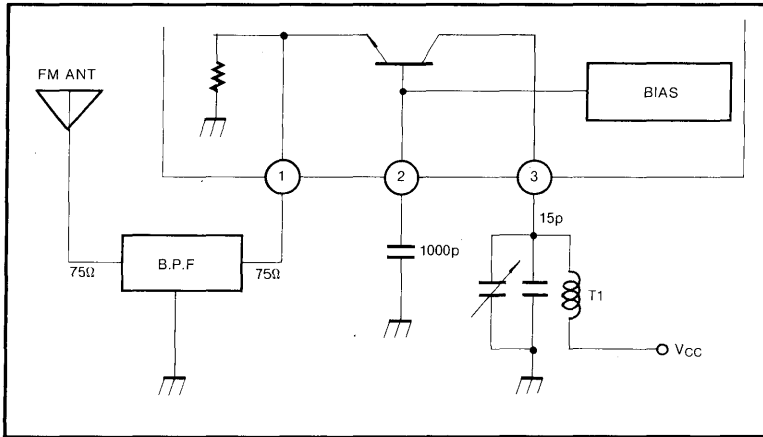 FM ANT
BIAS
1
2
3
15p
1000p
75Ω
B.P.F
75Ω
T1
VCC